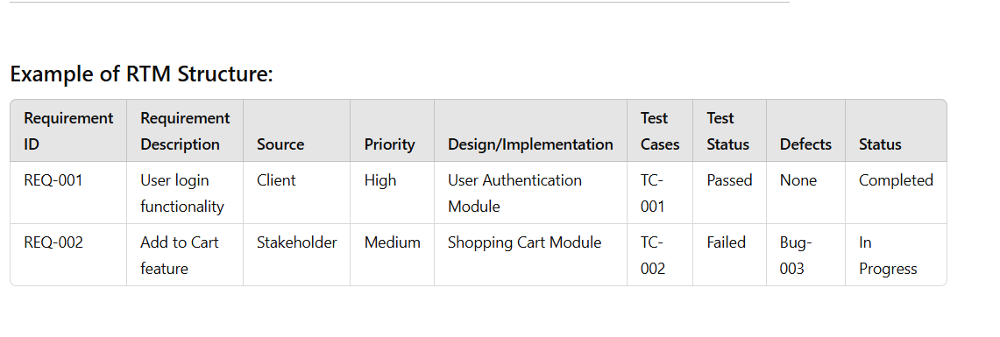 Example of RTM Structure:
Requirement ID | Requirement Description | Source | Priority | Design/Implementation | Test Cases | Test Status | Defects | Status
REQ-001 | User login functionality | Client | High | User Authentication Module | TC-001 | Passed | None | Completed
REQ-002 | Add to Cart feature | Stakeholder | Medium | Shopping Cart Module | TC-002 | Failed | Bug-003 | In Progress